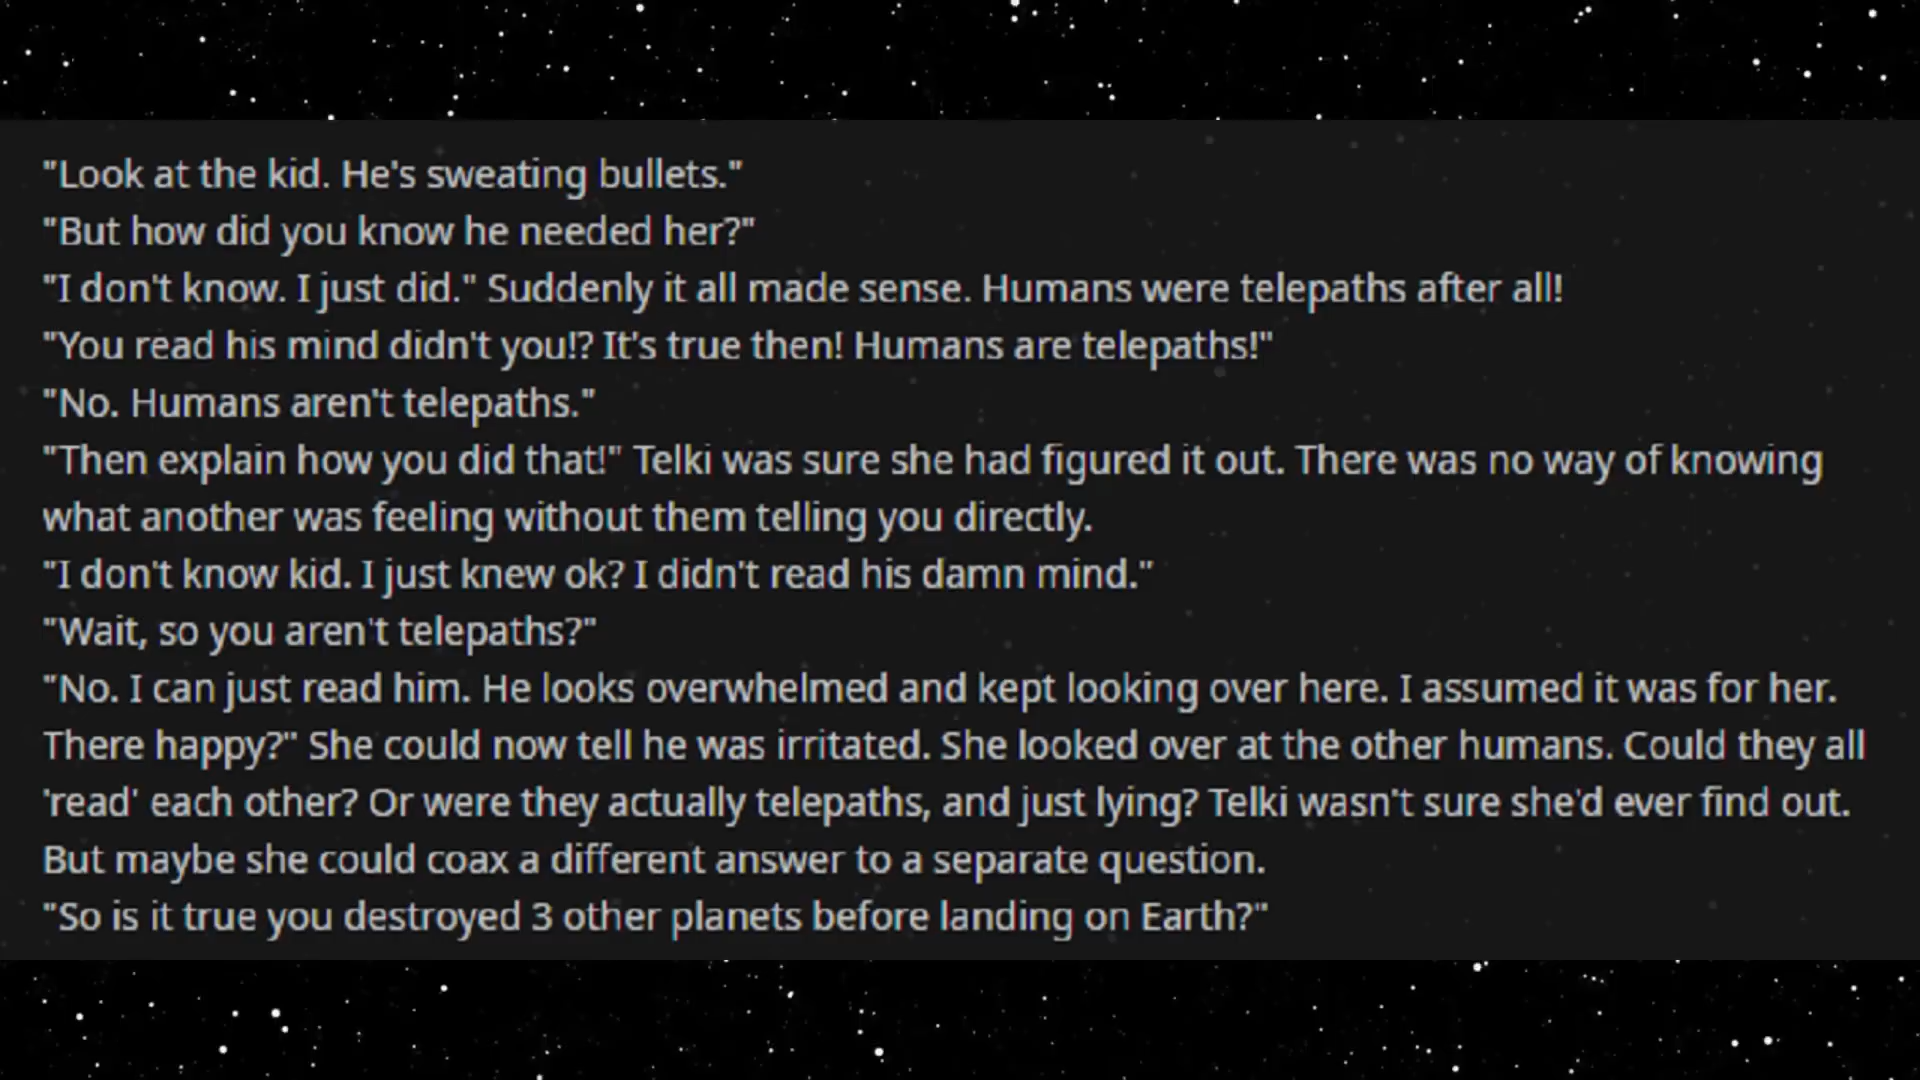 "Look at the kid. He's sweating bullets."
"But how did you know he needed her?"
"I don't know. I just did." Suddenly it all made sense. Humans were telepaths after all!
"You read his mind didn't you!? It's true then! Humans are telepaths!"
"No. Humans aren't telepaths."
"Then explain how you did that!" Telki was sure she had figured it out. There was no way of knowing
what another was feeling without them telling you directly.
"I don't know kid. I just knew ok? I didn't read his damn mind."
"Wait, so you aren't telepaths?"
"No. I can just read him. He looks overwhelmed and kept looking over here. I assumed it was for her.
There happy?" She could now tell he was irritated. She looked over at the other humans. Could they all
'read' each other? Or were they actually telepaths, and just lying? Telki wasn't sure she'd ever find out.
But maybe she could coax a different answer to a separate question.
"So is it true you destroyed 3 other planets before landing on Earth?"